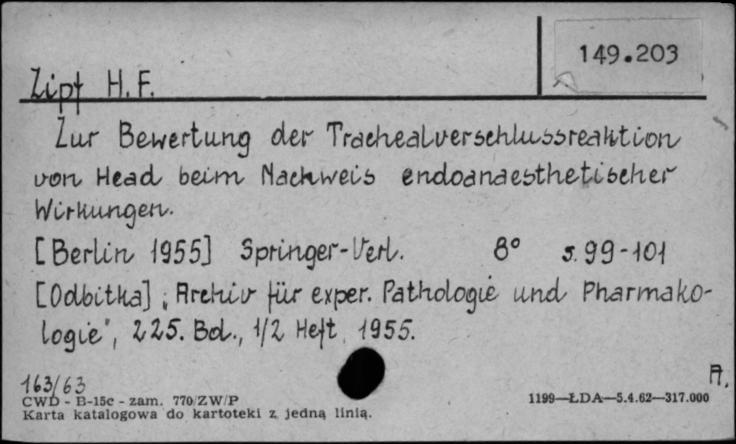 149.203
Zipf H.F.
Zur Bewertung der Trachealverschlussreaktion
von Head beim Nachweis endoanaesthetischer
Wirkungen.
[Berlin 1955] Springer-Verl. 8° s. 99-101
[Odbitka] „Archiv für exper. Pathologie und Pharmako-
logie", 225. Bd., 1/2 Heft, 1955.
A.
163/63
CWD - B-15c - zam. 770/ZW/P 1199—ŁDA—5.4.62—317.000
Karta katalogowa do kartoteki z jedną linią.